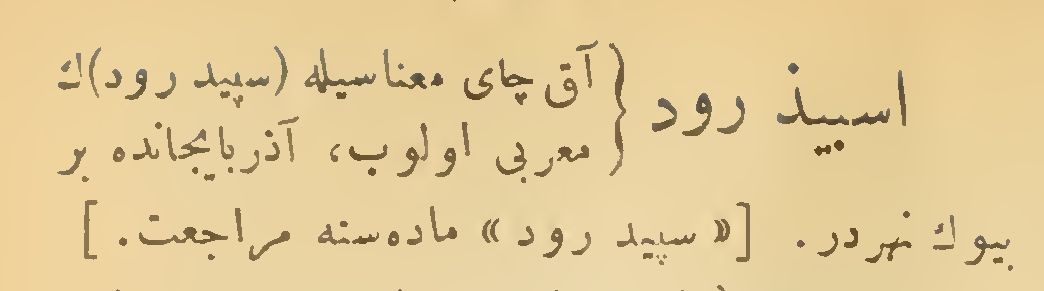 اسبیذ رود { آق چای معناسیله (سپید رود)ك
معربی اولوب، آذربایجانده بر
بیوك نهردر. [«سپید رود» ماده‌سنه مراجعت.]